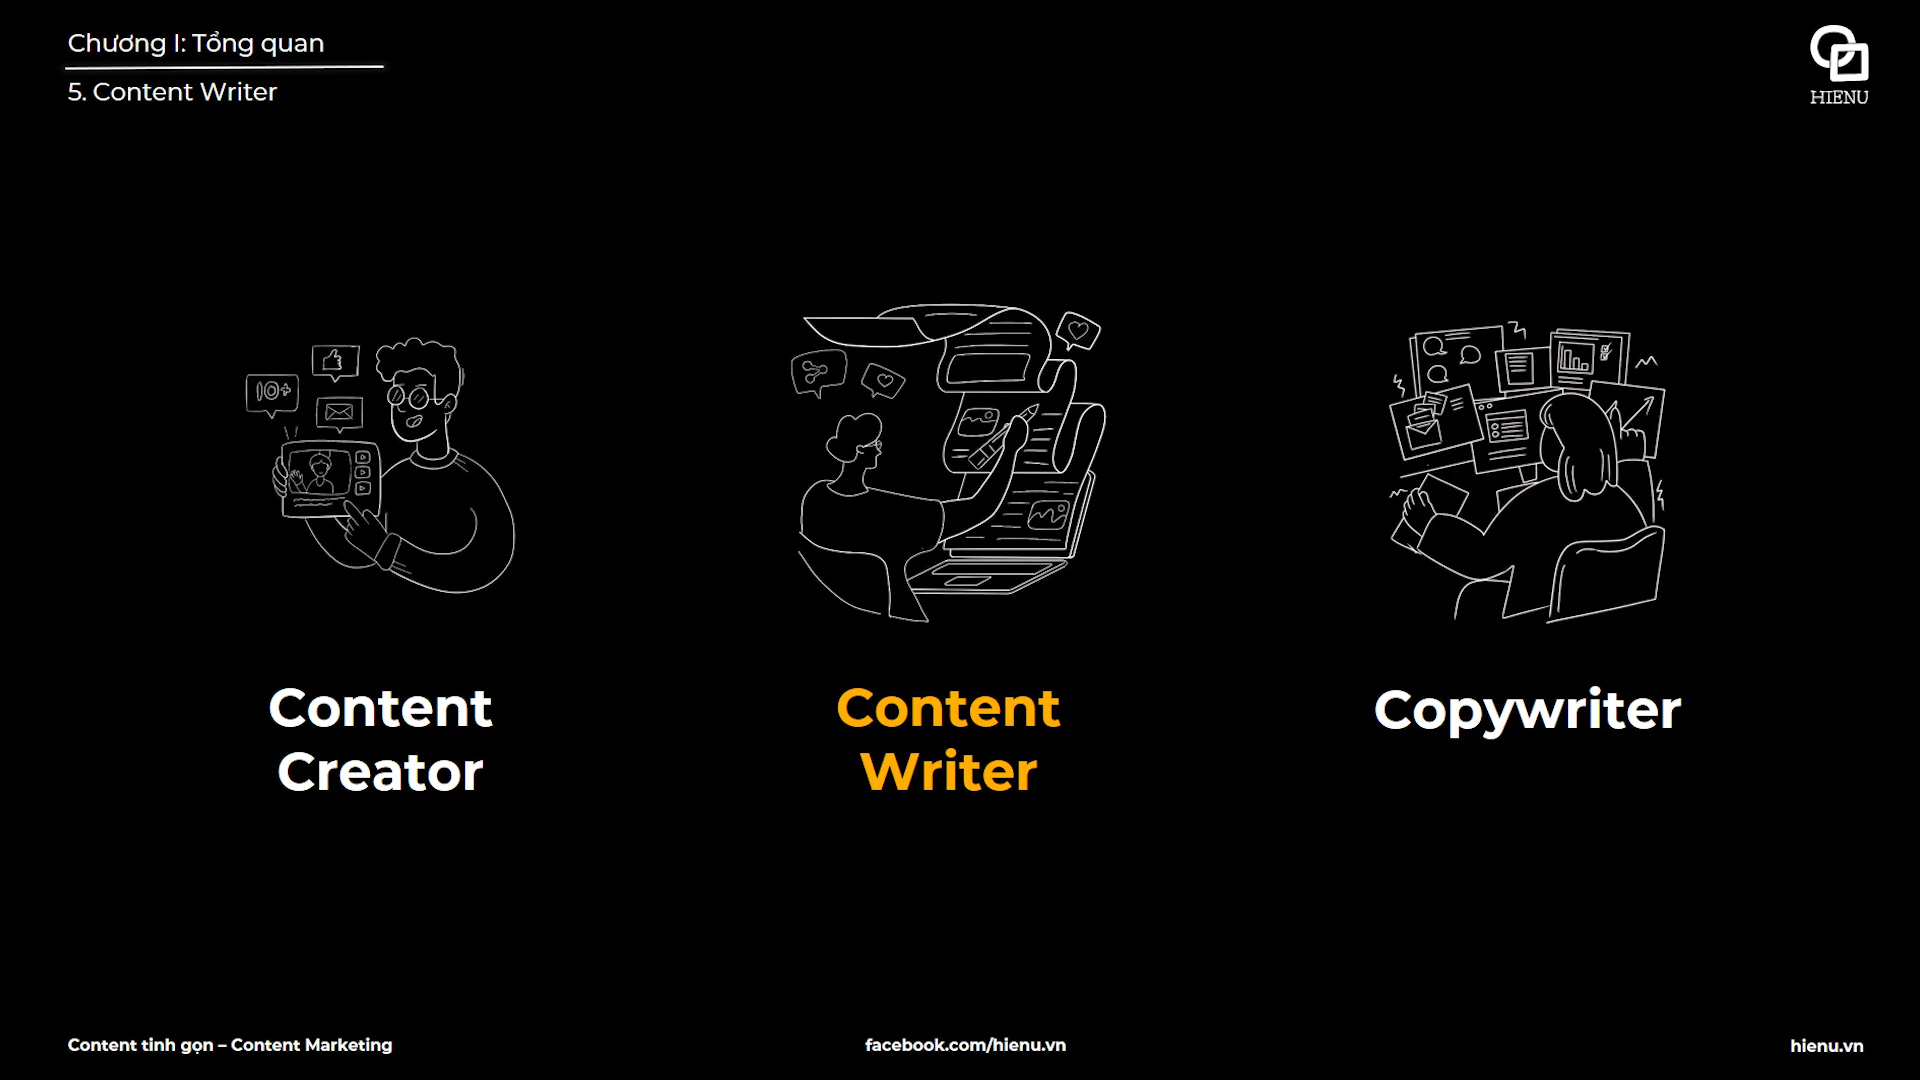 Chương I: Tổng quan
5. Content Writer
HIENU
10+
Content
Creator
Content
Writer
Copywriter
Content tinh gọn – Content Marketing
facebook.com/hienu.vn
hienu.vn